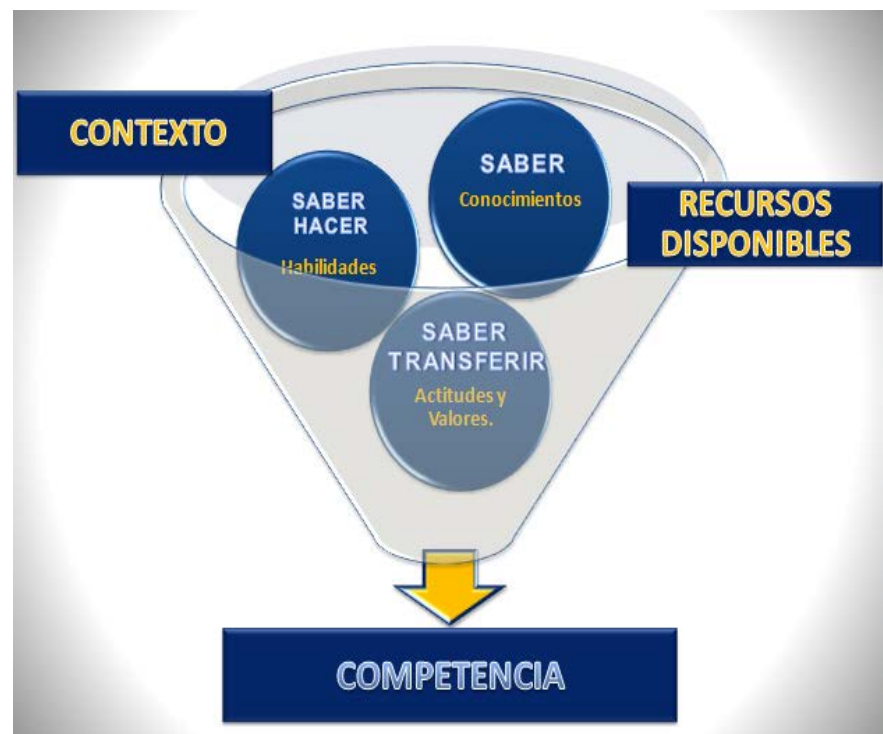 CONTEXTO
SABER
Conocimientos
SABER
HACER
Habilidades
RECURSOS
DISPONIBLES
SABER
TRANSFERIR
Actitudes y
Valores.
COMPETENCIA